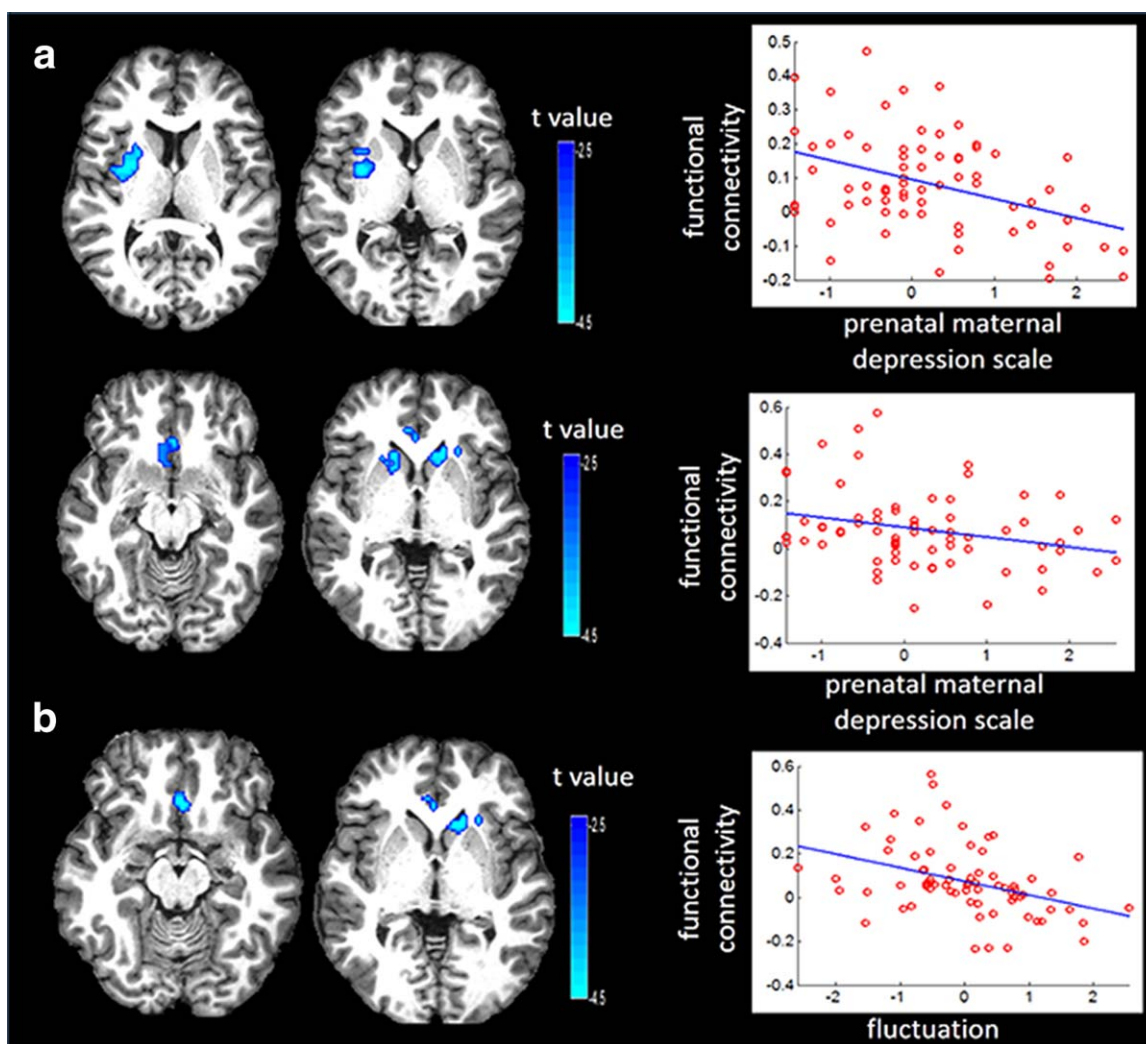 a
t value
-2.5
-4.5
functional
connectivity
0.5
0.4
0.3
0.2
0.1
0
-0.1
-0.2
-1
0
1
2
prenatal maternal
depression scale
t value
-2.5
-4.5
functional
connectivity
0.6
0.4
0.2
0
-0.2
-0.4
-1
0
1
2
prenatal maternal
depression scale
b
t value
-2.5
-4.5
functional
connectivity
0.6
0.4
0.2
0
-0.2
-0.4
-2
-1
0
1
2
fluctuation